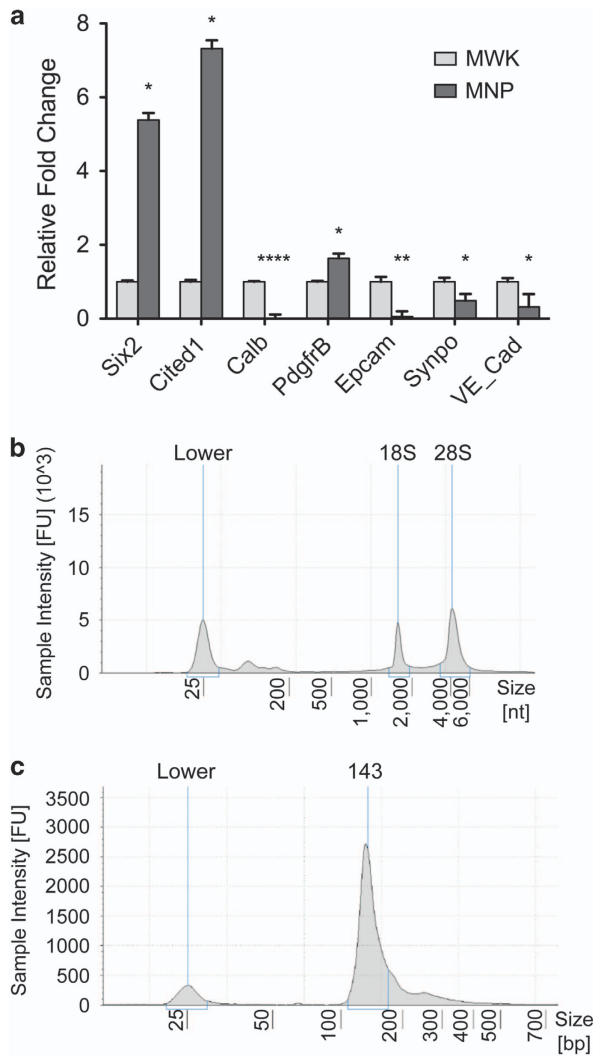 a
Relative Fold Change
8
6
4
2
1
0
MWK
MNP
*
*
****
*
**
*
*
Six2
Cited1
Calb
PdgfrB
Epcam
Synpo
VE_Cad
b
Sample Intensity [FU] (10^3)
Lower
18S
28S
15
10
5
0
25
200
500
1,000
2,000
4,000
6,000
Size
[nt]
c
Sample Intensity [FU]
Lower
143
3500
3000
2500
2000
1500
1000
500
0
25
50
100
200
300
400
500
700
Size
[bp]